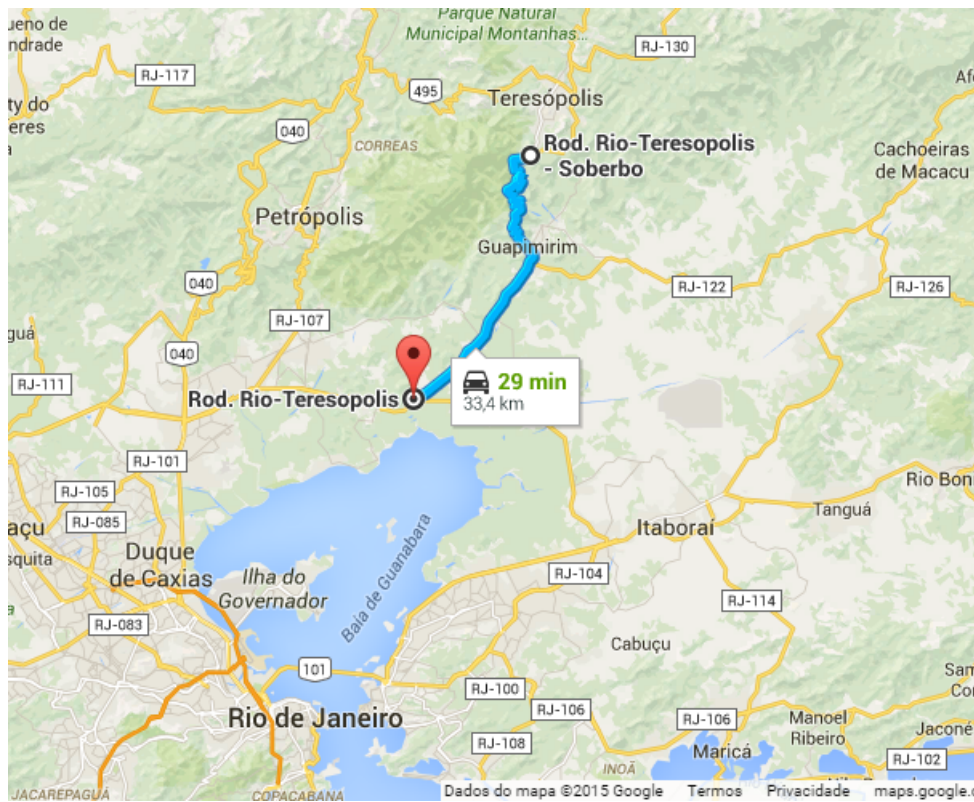 Parque Natural
Municipal Montanhas...
ueno de
ndrade
RJ-130
RJ-117
495
Teresópolis
ty do
eres
040
CORREAS
Rod. Rio-Teresopolis
- Soberbo
Cachoeiras
de Macacu
Petrópolis
Guapimirim
040
RJ-122
RJ-126
RJ-107
guá
040
RJ-111
29 min
33,4 km
Rod. Rio-Teresopolis
RJ-101
RJ-105
RJ-085
açu
squita
Duque
de Caxias
Ilha do
Governador
Baía de Guanabara
Rio Bon
Tanguá
Itaboraí
RJ-104
RJ-114
RJ-083
Cabuçu
101
RJ-100
RJ-106
Rio de Janeiro
RJ-108
RJ-106
Maricá
Manoel
Ribeiro
Jaconé
RJ-102
INOÃ
JACAREPAGUÁ
COPACABANA
Dados do mapa ©2015 Google
Termos
Privacidade
maps.google.